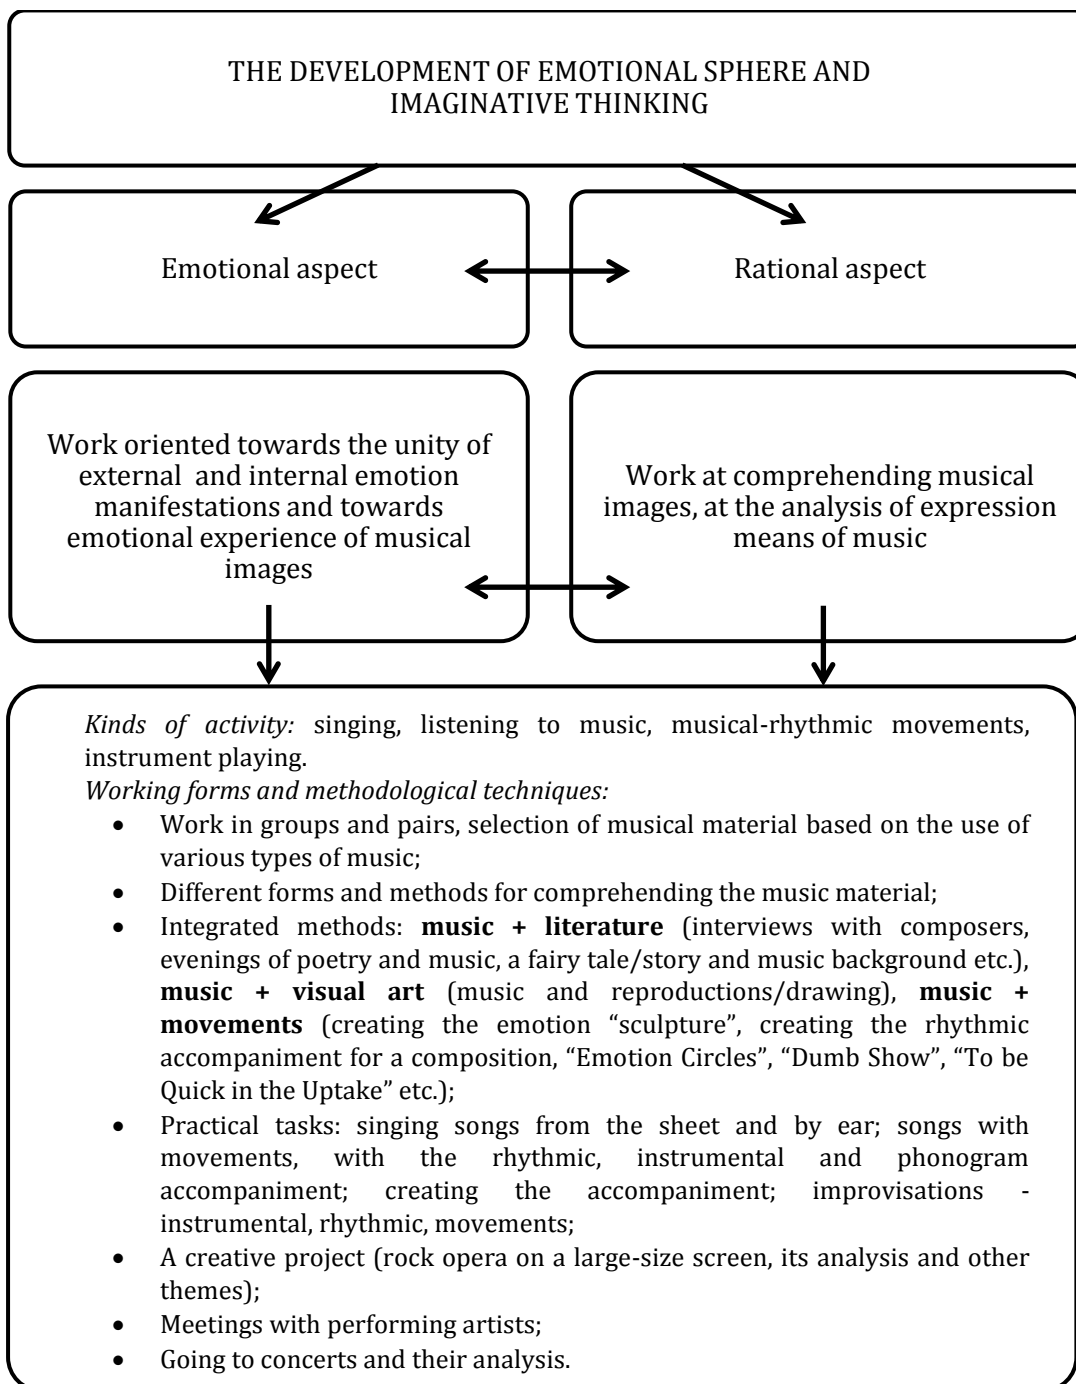 THE DEVELOPMENT OF EMOTIONAL SPHERE AND
IMAGINATIVE THINKING
Emotional aspect
Rational aspect
Work oriented towards the unity of
external and internal emotion
manifestations and towards
emotional experience of musical
images
Work at comprehending musical
images, at the analysis of expression
means of music
Kinds of activity: singing, listening to music, musical-rhythmic movements,
instrument playing.
Working forms and methodological techniques:
• Work in groups and pairs, selection of musical material based on the use of
various types of music;
• Different forms and methods for comprehending the music material;
• Integrated methods: music + literature (interviews with composers,
evenings of poetry and music, a fairy tale/story and music background etc.),
music + visual art (music and reproductions/drawing), music +
movements (creating the emotion “sculpture”, creating the rhythmic
accompaniment for a composition, “Emotion Circles”, “Dumb Show”, “To be
Quick in the Uptake” etc.);
• Practical tasks: singing songs from the sheet and by ear; songs with
movements, with the rhythmic, instrumental and phonogram
accompaniment; creating the accompaniment; improvisations -
instrumental, rhythmic, movements;
• A creative project (rock opera on a large-size screen, its analysis and other
themes);
• Meetings with performing artists;
• Going to concerts and their analysis.